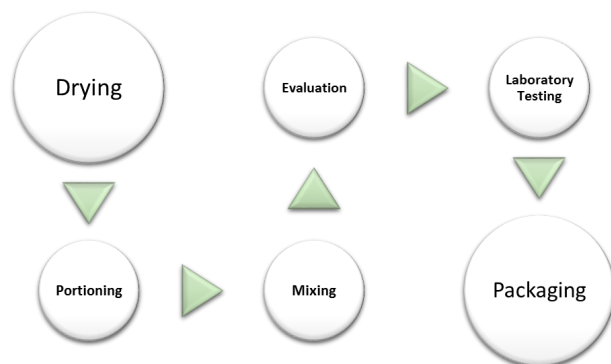 Drying
Portioning
Mixing
Evaluation
Laboratory
Testing
Packaging